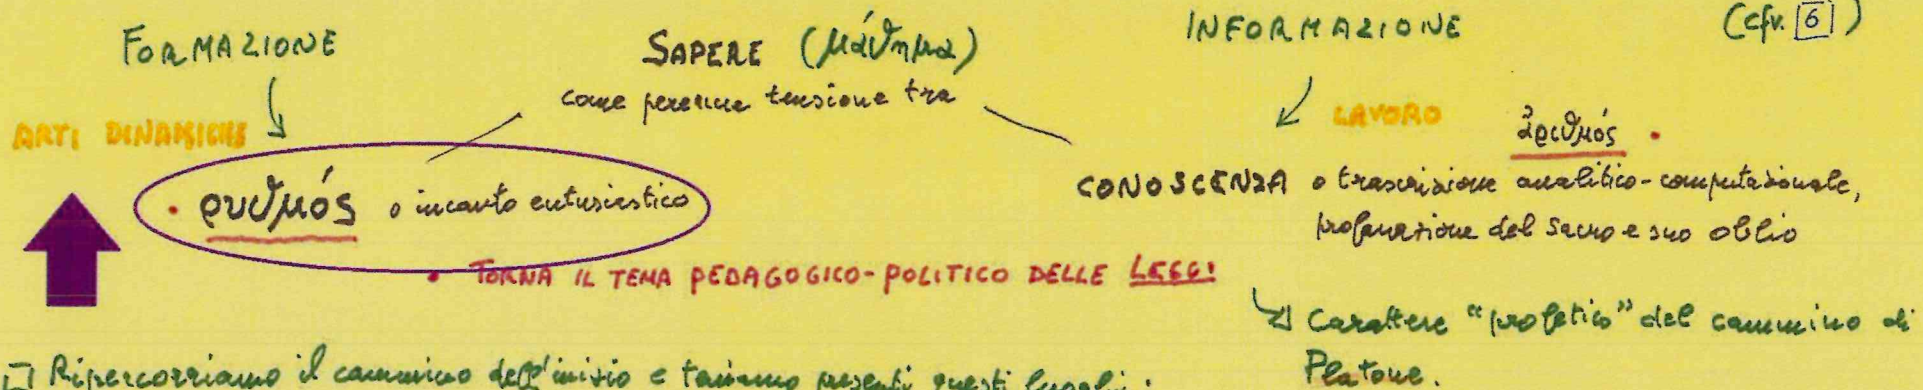 FORMAZIONE
SAPERE (μάϑημα)
INFORMAZIONE
(cfr. 6)
come perenne tensione tra
ARTI DINAMICHE
LAVORO
ἀριϑμός •
• ρυϑμός o incanto entusiastico
CONOSCENZA o trascrizione analitico-computazionale,
profanazione del sacro e suo oblio
• TORNA IL TEMA PEDAGOGICO-POLITICO DELLE LEGGI
Carattere "profetico" del cammino di
Platone.
□ Ripercorriamo il cammino dell'inizio e teniamo presenti questi luoghi: